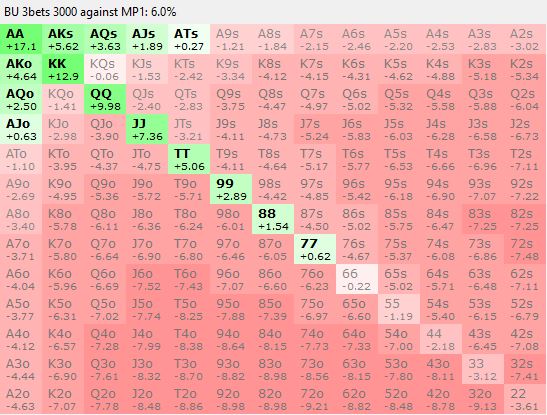 BU 3bets 3000 against MP1: 6.0%
AA AKs AQs AJs ATs A9s A8s A7s A6s A5s A4s A3s A2s
+17.1 +5.62 +3.63 +1.89 +0.27 -1.21 -1.84 -2.15 -2.46 -2.20 -2.53 -2.83 -3.02
AKo KK KQs KJs KTs K9s K8s K7s K6s K5s K4s K3s K2s
+4.64 +12.9 -0.06 -1.53 -2.42 -3.34 -4.12 -4.15 -4.31 -4.62 -4.88 -5.18 -5.34
AQo KQo QQ QJs QTs Q9s Q8s Q7s Q6s Q5s Q4s Q3s Q2s
+2.50 -1.41 +9.98 -2.40 -2.83 -3.75 -4.47 -4.97 -5.02 -5.32 -5.58 -5.88 -6.04
AJo KJo QJo JJ JTs J9s J8s J7s J6s J5s J4s J3s J2s
+0.63 -2.98 -3.90 +7.36 -3.21 -4.11 -4.73 -5.24 -5.83 -6.03 -6.28 -6.58 -6.73
ATo KTo QTo JTo TT T9s T8s T7s T6s T5s T4s T3s T2s
-1.10 -3.95 -4.37 -4.75 +5.06 -4.11 -4.64 -5.17 -5.77 -6.53 -6.66 -6.96 -7.11
A9o K9o Q9o J9o T9o 99 98s 97s 96s 95s 94s 93s 92s
-2.69 -4.95 -5.36 -5.72 -5.71 +2.89 -4.42 -4.85 -5.42 -6.18 -6.90 -7.07 -7.22
A8o K8o Q8o J8o T8o 98o 88 87s 86s 85s 84s 83s 82s
-3.40 -5.78 -6.11 -6.36 -6.24 -6.01 +1.54 -4.59 -5.02 -5.75 -6.47 -7.25 -7.25
A7o K7o Q7o J7o T7o 97o 87o 77 76s 75s 74s 73s 72s
-3.71 -5.80 -6.64 -6.90 -6.80 -6.46 -6.05 +0.62 -4.67 -5.37 -6.08 -6.86 -7.48
A6o K6o Q6o J6o T6o 96o 86o 76o 66 65s 64s 63s 62s
-4.04 -5.96 -6.69 -7.52 -7.43 -7.07 -6.60 -6.23 -0.22 -5.02 -5.71 -6.48 -7.11
A5o K5o Q5o J5o T5o 95o 85o 75o 65o 55 54s 53s 52s
-3.77 -6.31 -7.02 -7.74 -8.25 -7.88 -7.39 -6.97 -6.60 -1.19 -5.40 -6.15 -6.79
A4o K4o Q4o J4o T4o 94o 84o 74o 64o 54o 44 43s 42s
-4.12 -6.57 -7.28 -7.99 -8.38 -8.64 -8.15 -7.73 -7.33 -7.00 -2.18 -6.45 -7.08
A3o K3o Q3o J3o T3o 93o 83o 73o 63o 53o 43o 33 32s
-4.44 -6.90 -7.61 -8.32 -8.70 -8.82 -8.98 -8.56 -8.15 -7.80 -8.11 -3.12 -7.41
A2o K2o Q2o J2o T2o 92o 82o 72o 62o 52o 42o 32o 22
-4.63 -7.07 -7.78 -8.48 -8.86 -8.98 -8.98 -9.21 -8.82 -8.48 -8.78 -9.13 -3.61